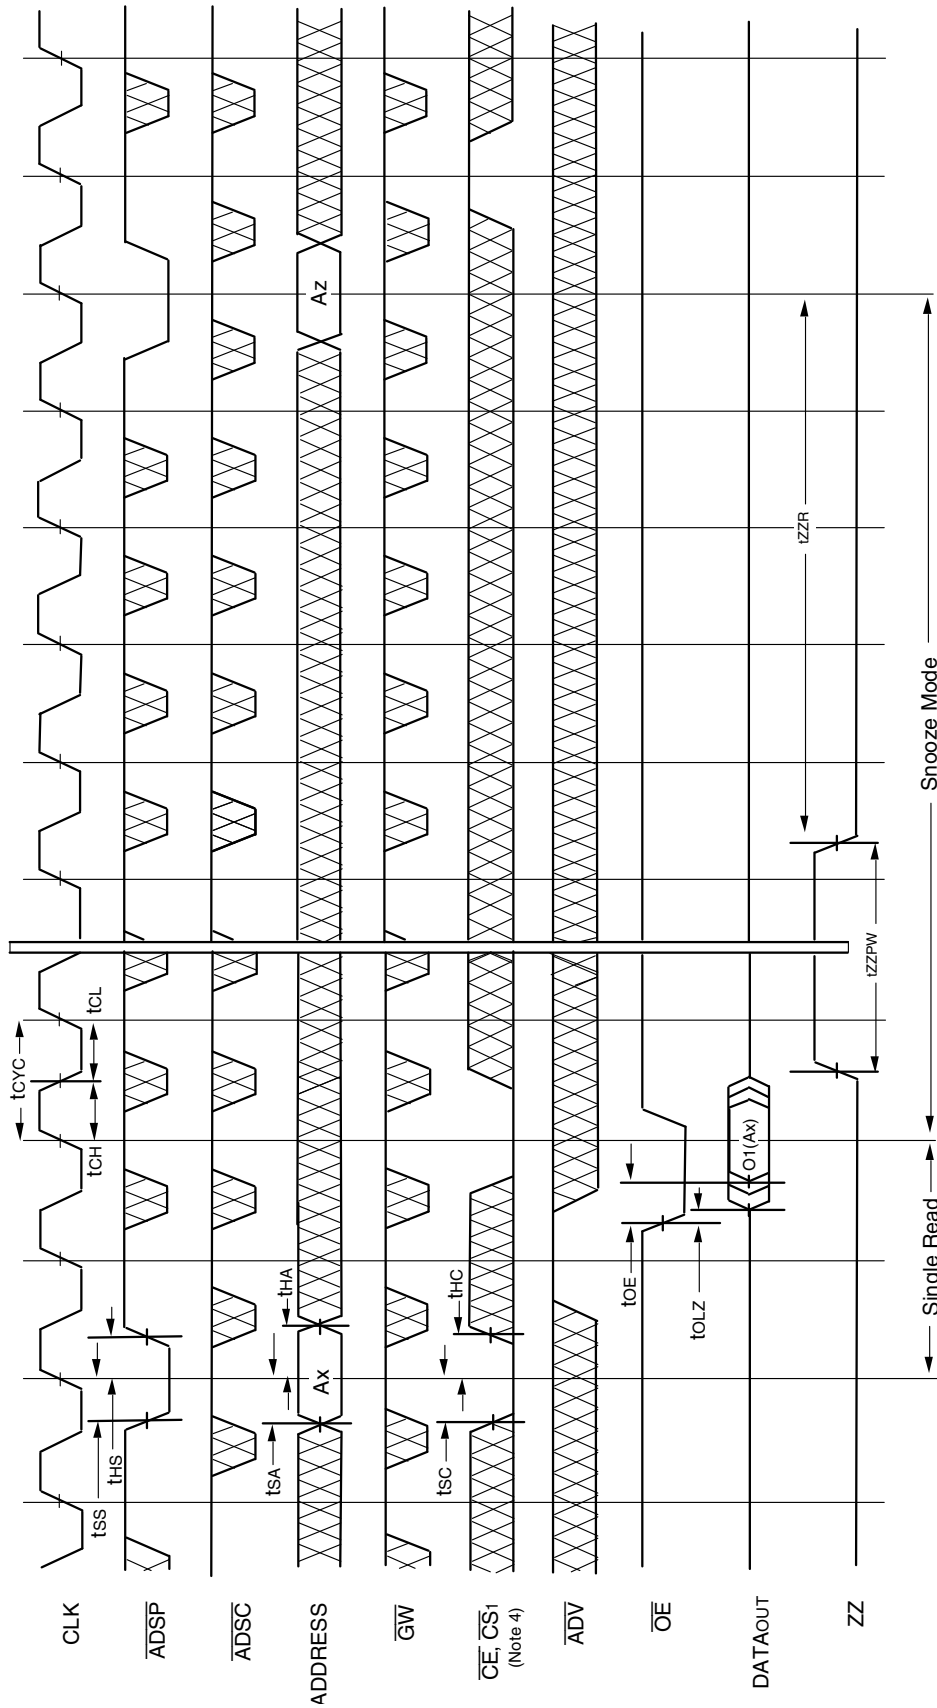 CLK
tSS
tHS
tCH
tCYC
tCL
ADSP
ADSC
ADDRESS
tSA
Ax
tHA
Az
GW
CE, CS1
(Note 4)
tSC
tHC
ADV
OE
tOE
tOLZ
DATAOUT
O1(Ax)
ZZ
tZZPW
tZZR
Single Read
Snooze Mode